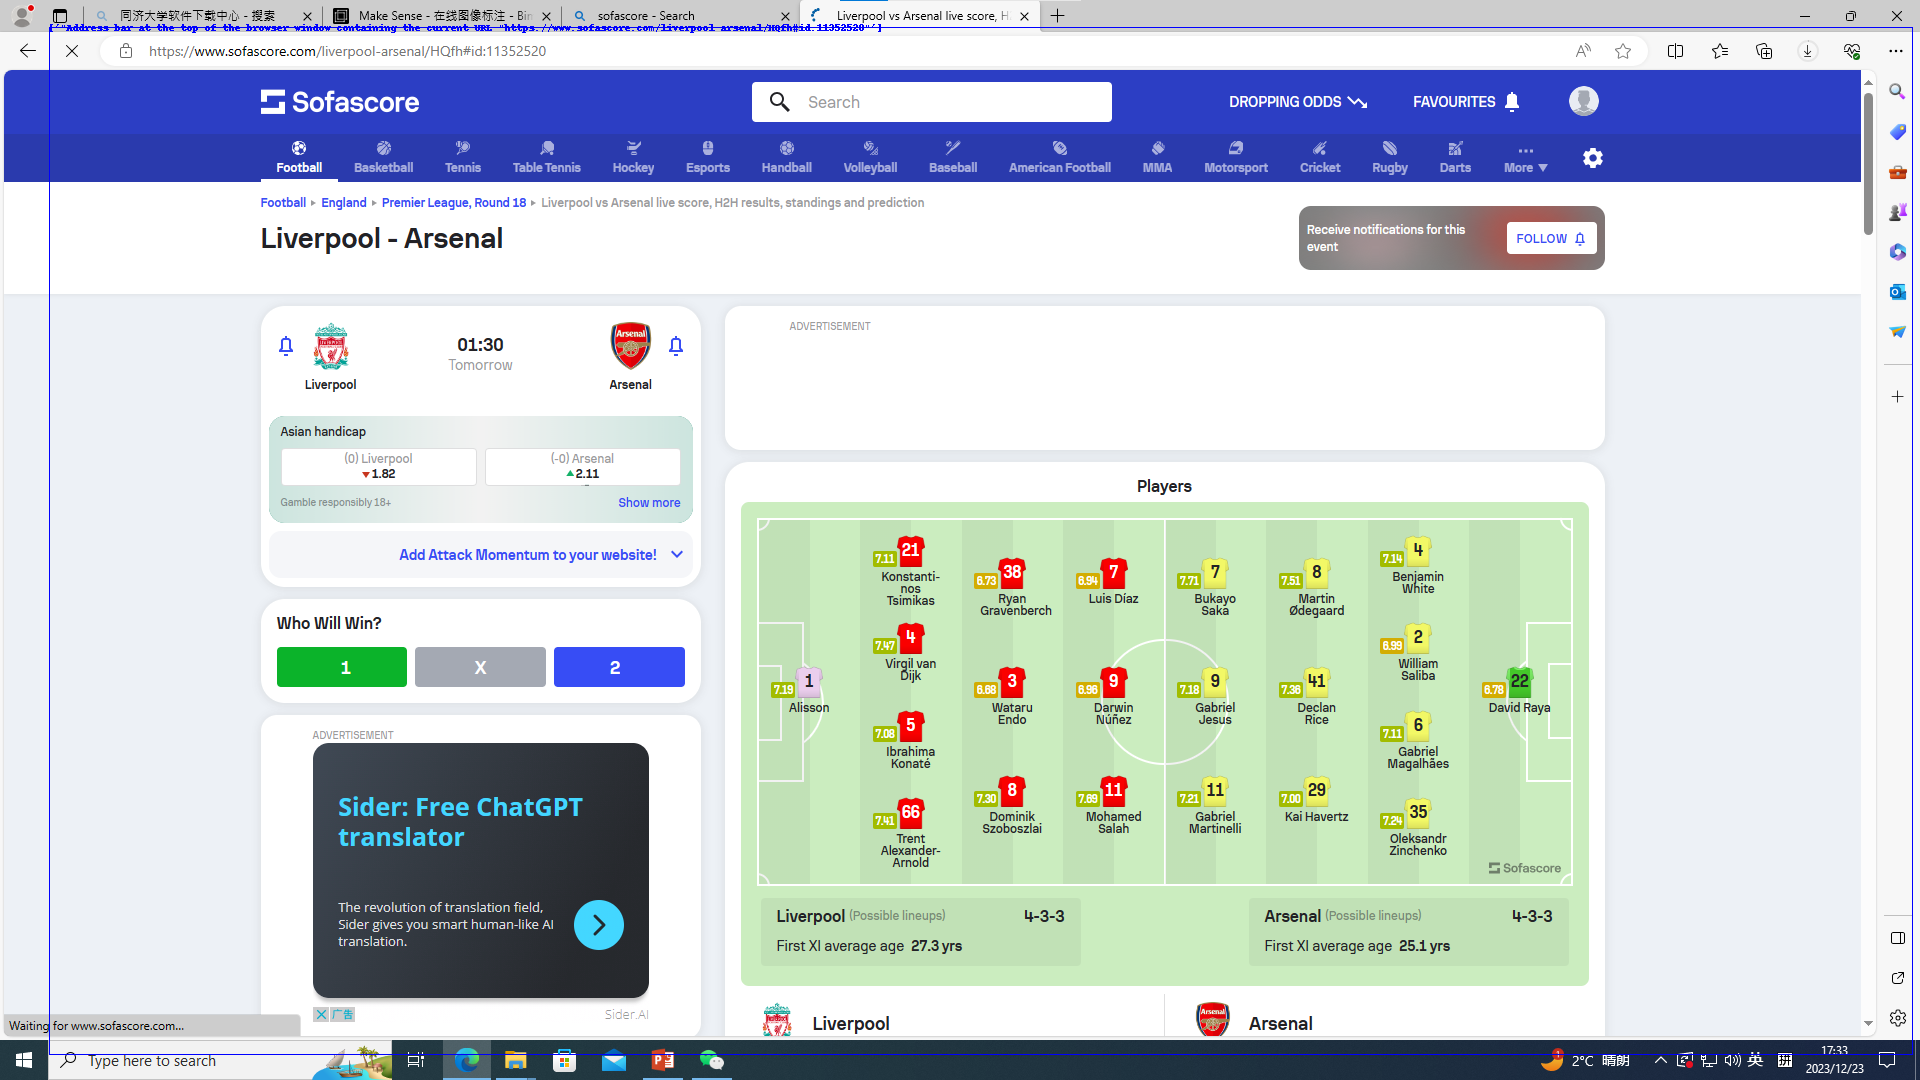 同济大学软件下载中心 - 搜索
Make Sense - 在线图像标注 - Bin
sofascore - Search
Liverpool vs Arsenal live score, H
["Address bar at the top of the browser window containing the current URL "https://www.sofascore.com/liverpool-arsenal/HQfh#id:11352520""]
https://www.sofascore.com/liverpool-arsenal/HQfh#id:11352520
Sofascore
Search
DROPPING ODDS
FAVOURITES
Football
Basketball
Tennis
Table Tennis
Hockey
Esports
Handball
Volleyball
Baseball
American Football
MMA
Motorsport
Cricket
Rugby
Darts
More
Football
England
Premier League, Round 18
Liverpool vs Arsenal live score, H2H results, standings and prediction
Liverpool - Arsenal
Receive notifications for this
event
FOLLOW
01:30
Tomorrow
Liverpool
Arsenal
Arsenal
Asian handicap
(0) Liverpool
1.82
(-0) Arsenal
2.11
Gamble responsibly 18+
Show more
Add Attack Momentum to your website!
Who Will Win?
1
X
2
ADVERTISEMENT
Sider: Free ChatGPT
translator
The revolution of translation field,
Sider gives you smart human-like AI
translation.
广告
Sider.AI
ADVERTISEMENT
Players
1
7.19
Alisson
21
7.11
Konstanti-
nos
Tsimikas
4
7.47
Virgil van
Dijk
5
7.08
Ibrahima
Konaté
66
7.41
Trent
Alexander-
Arnold
38
6.73
Ryan
Gravenberch
3
6.68
Wataru
Endo
8
7.30
Dominik
Szoboszlai
7
6.94
Luis Díaz
9
6.96
Darwin
Núñez
11
7.69
Mohamed
Salah
7
7.71
Bukayo
Saka
9
7.18
Gabriel
Jesus
11
7.21
Gabriel
Martinelli
8
7.51
Martin
Ødegaard
41
7.36
Declan
Rice
29
7.00
Kai Havertz
4
7.14
Benjamin
White
2
6.99
William
Saliba
6
7.11
Gabriel
Magalhães
35
7.24
Oleksandr
Zinchenko
22
6.78
David Raya
Sofascore
Liverpool (Possible lineups)
4-3-3
First XI average age 27.3 yrs
Arsenal (Possible lineups)
4-3-3
First XI average age 25.1 yrs
Liverpool
Arsenal
Arsenal
Waiting for www.sofascore.com...
Type here to search
2°C 晴朗
英
17:33
2023/12/23